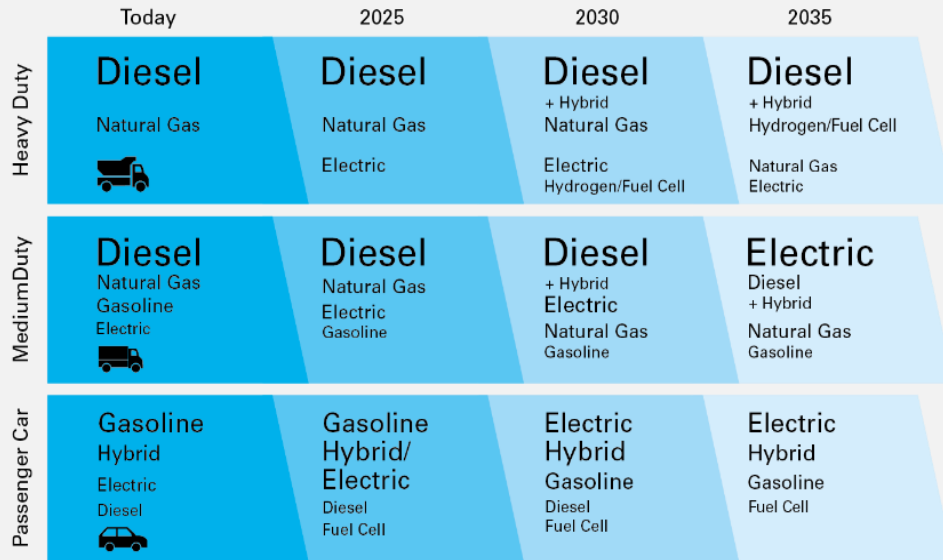 Today
2025
2030
2035
Heavy Duty
Diesel
Natural Gas
Diesel
Natural Gas
Electric
Diesel
+ Hybrid
Natural Gas
Electric
Hydrogen/Fuel Cell
Diesel
+ Hybrid
Hydrogen/Fuel Cell
Natural Gas
Electric
MediumDuty
Diesel
Natural Gas
Gasoline
Electric
Diesel
Natural Gas
Electric
Gasoline
Diesel
+ Hybrid
Electric
Natural Gas
Gasoline
Electric
Diesel
+ Hybrid
Natural Gas
Gasoline
Passenger Car
Gasoline
Hybrid
Electric
Diesel
Gasoline
Hybrid/
Electric
Diesel
Fuel Cell
Electric
Hybrid
Gasoline
Diesel
Fuel Cell
Electric
Hybrid
Gasoline
Fuel Cell